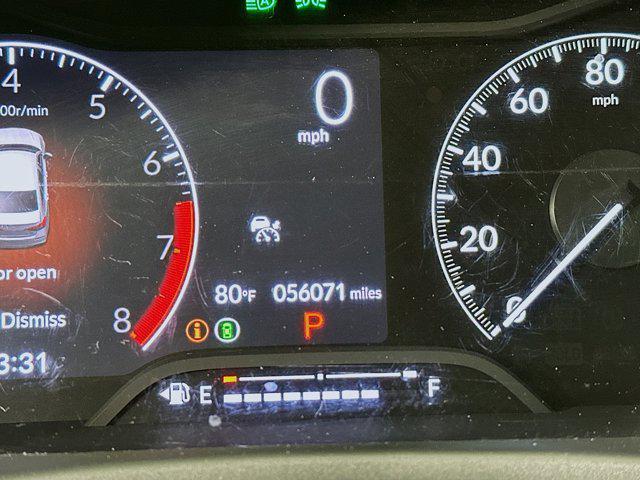 4
5
6
7
8
00r/min
or open
Dismiss
3:31
0
mph
80°F
056071 miles
P
i
E
F
0
20
40
60
80
mph
A